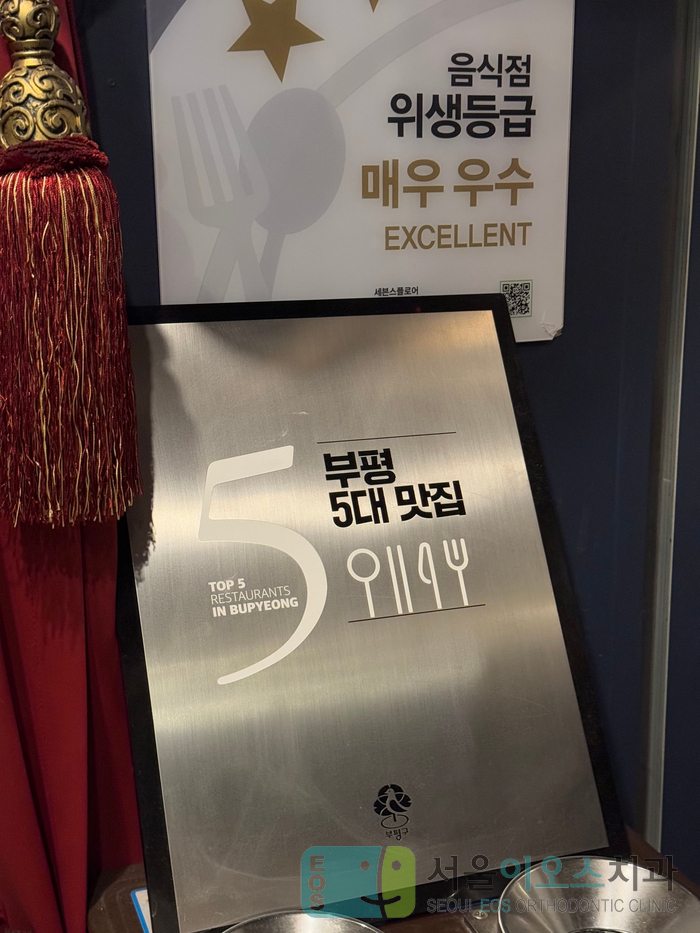 음식점
위생등급
매우 우수
EXCELLENT
세븐스플로어
5
부평
5대 맛집
TOP 5
RESTAURANTS
IN BUPYEONG
부평구
EOS
서울이오스치과
SEOUL EOS ORTHODONTIC CLINIC